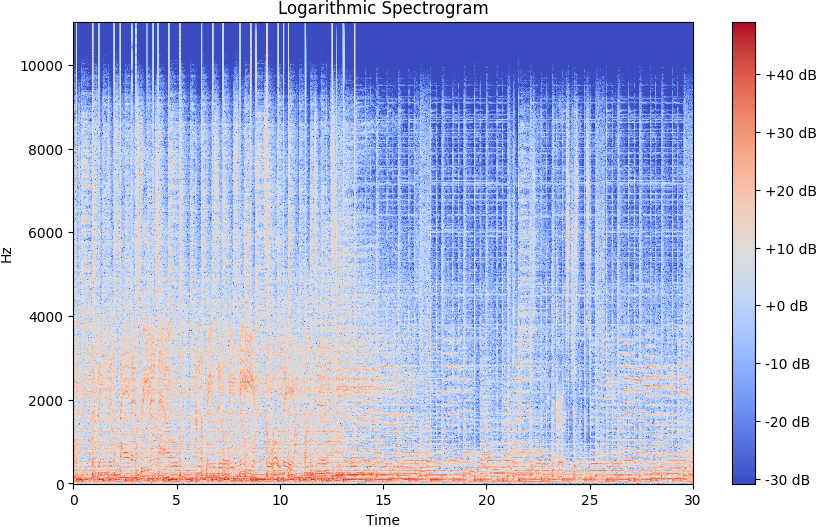 Logarithmic Spectrogram
10000
8000
6000
4000
2000
0
Hz
0 5 10 15 20 25 30
Time
+40 dB
+30 dB
+20 dB
+10 dB
+0 dB
-10 dB
-20 dB
-30 dB